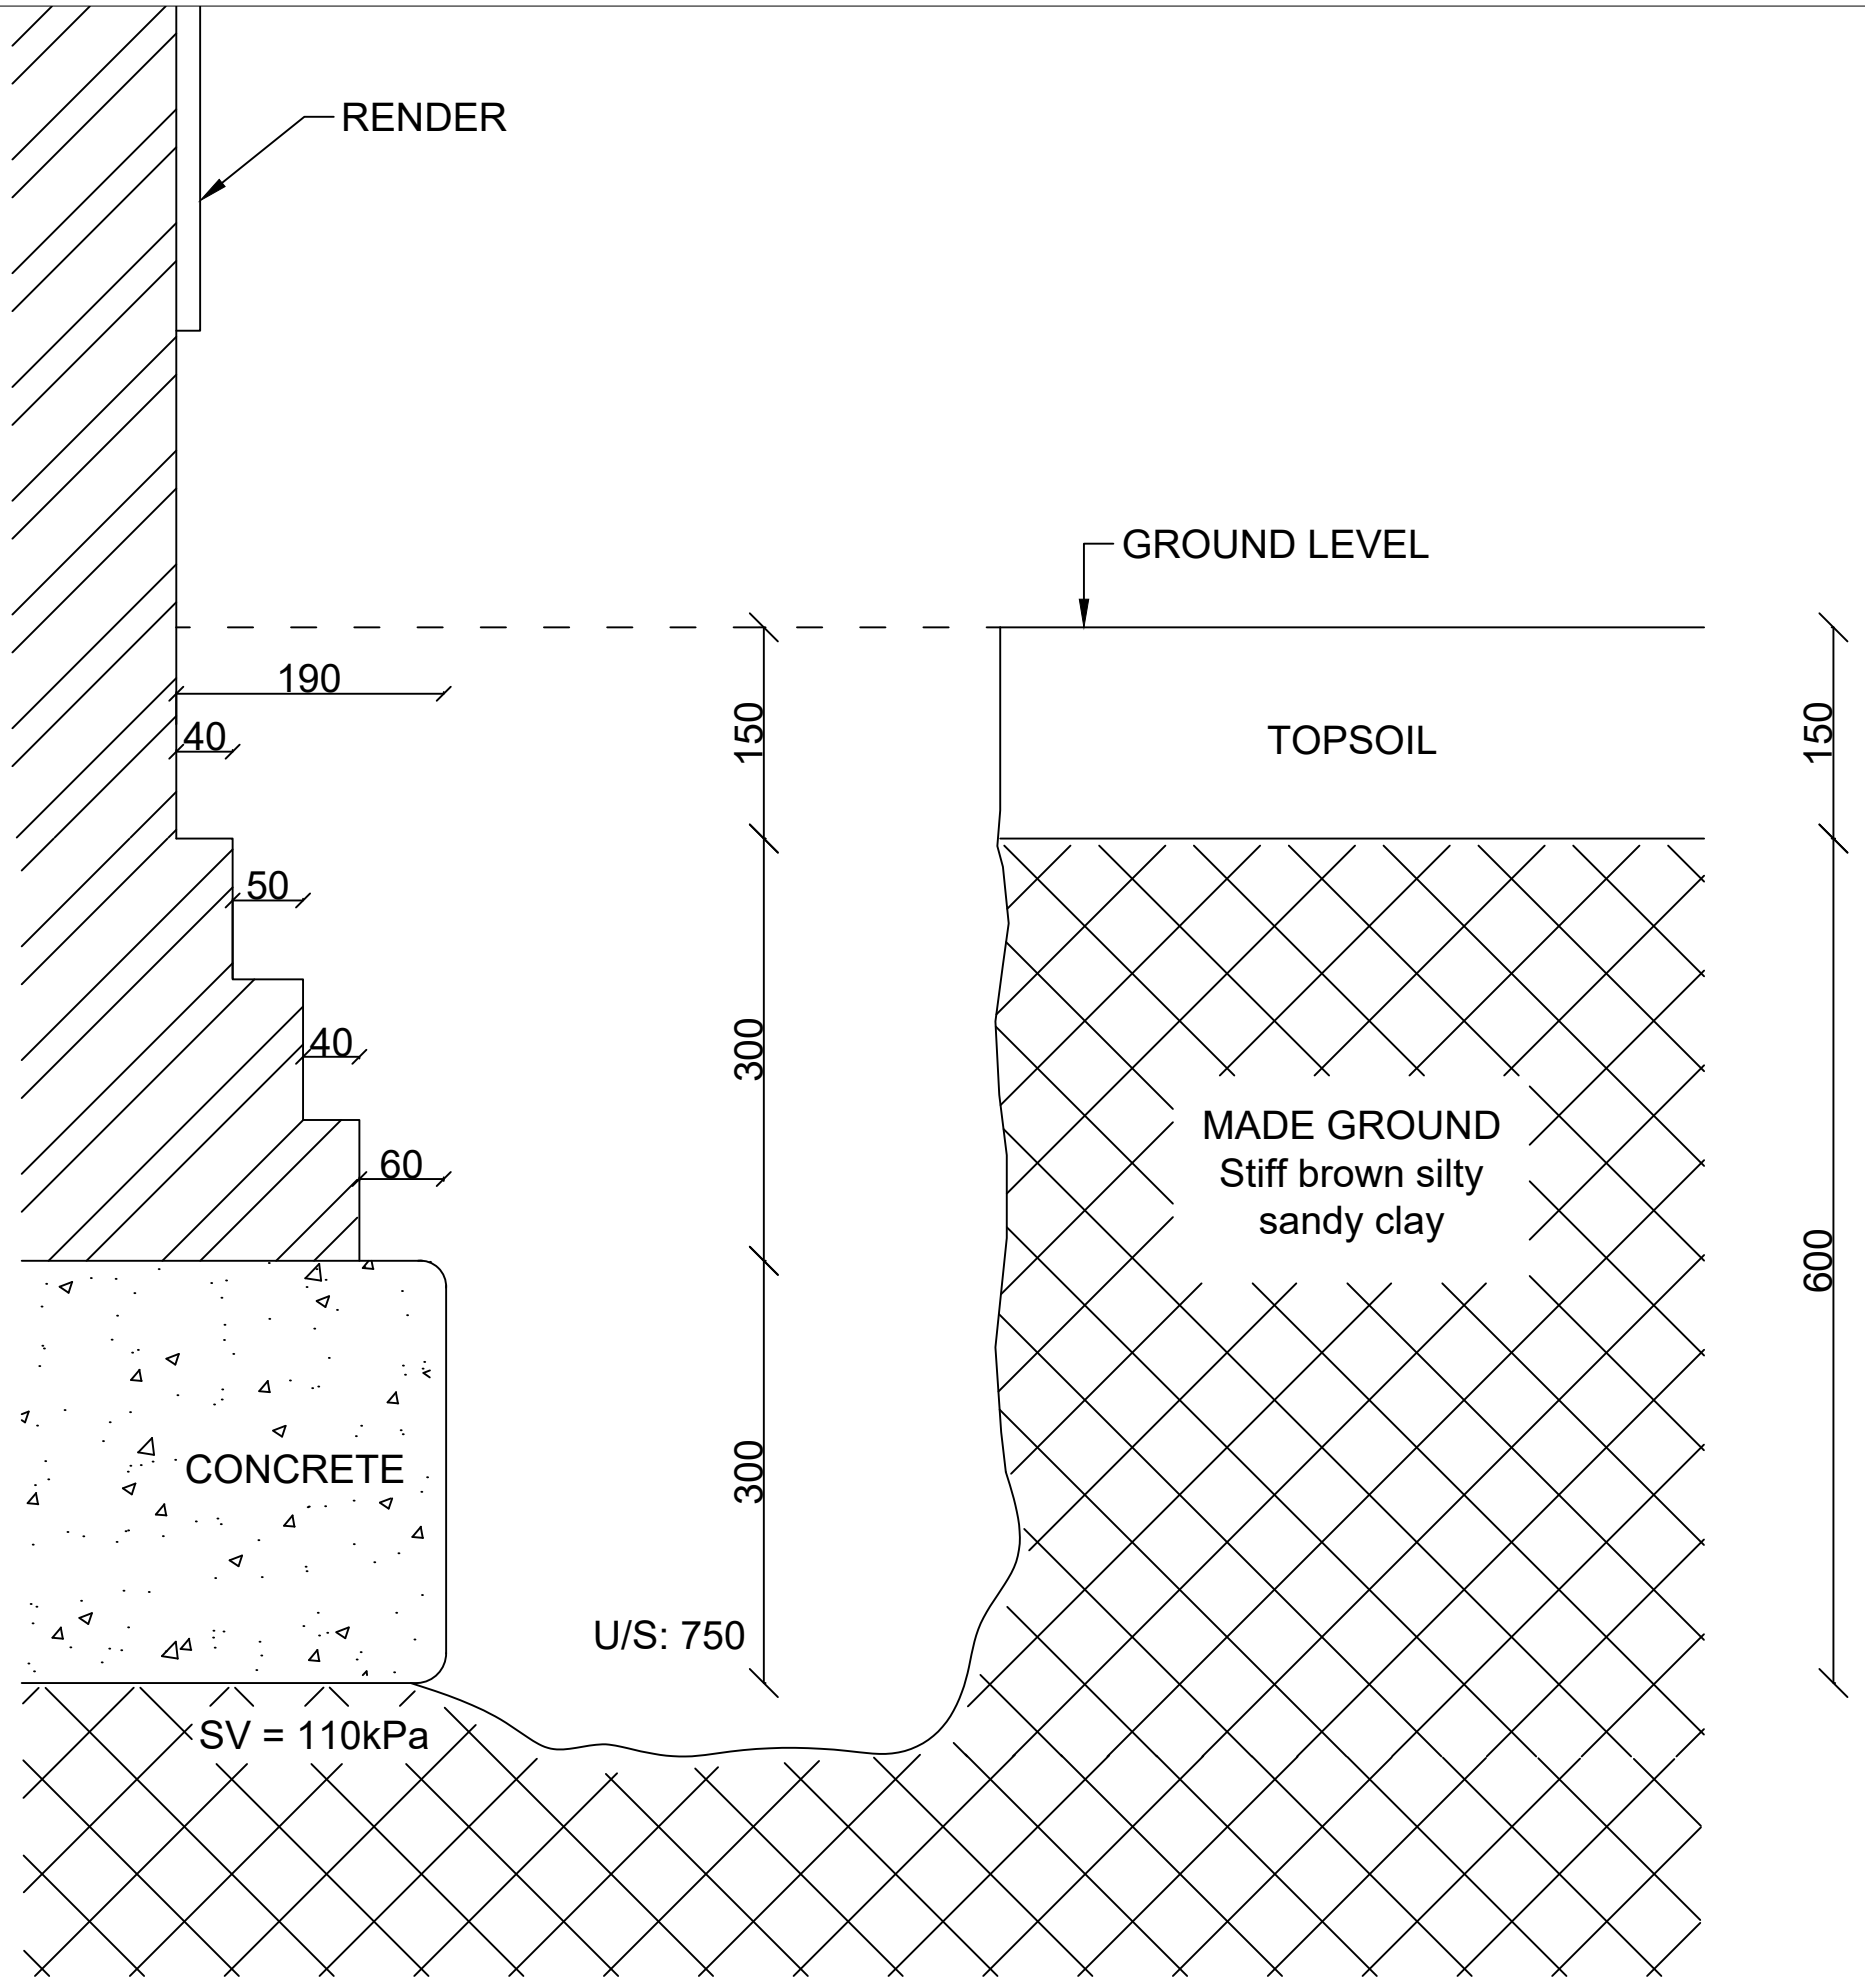 RENDER
GROUND LEVEL
190
40
150
TOPSOIL
150
50
40
300
60
MADE GROUND
Stiff brown silty
sandy clay
600
CONCRETE
300
U/S: 750
SV = 110kPa